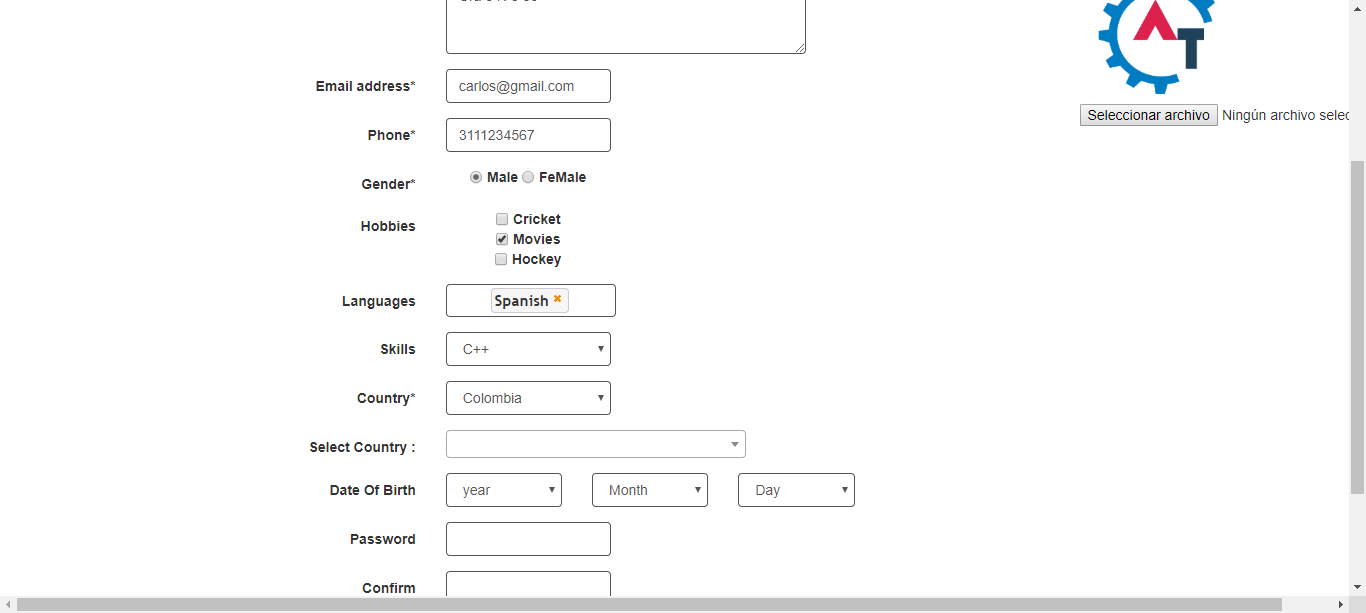 Email address* carlos@gmail.com
Seleccionar archivo Ningún archivo selec
Phone* 3111234567
Gender* Male FeMale
Hobbies Cricket
Movies
Hockey
Languages Spanish ×
Skills C++
Country* Colombia
Select Country :
Date Of Birth year Month Day
Password
Confirm